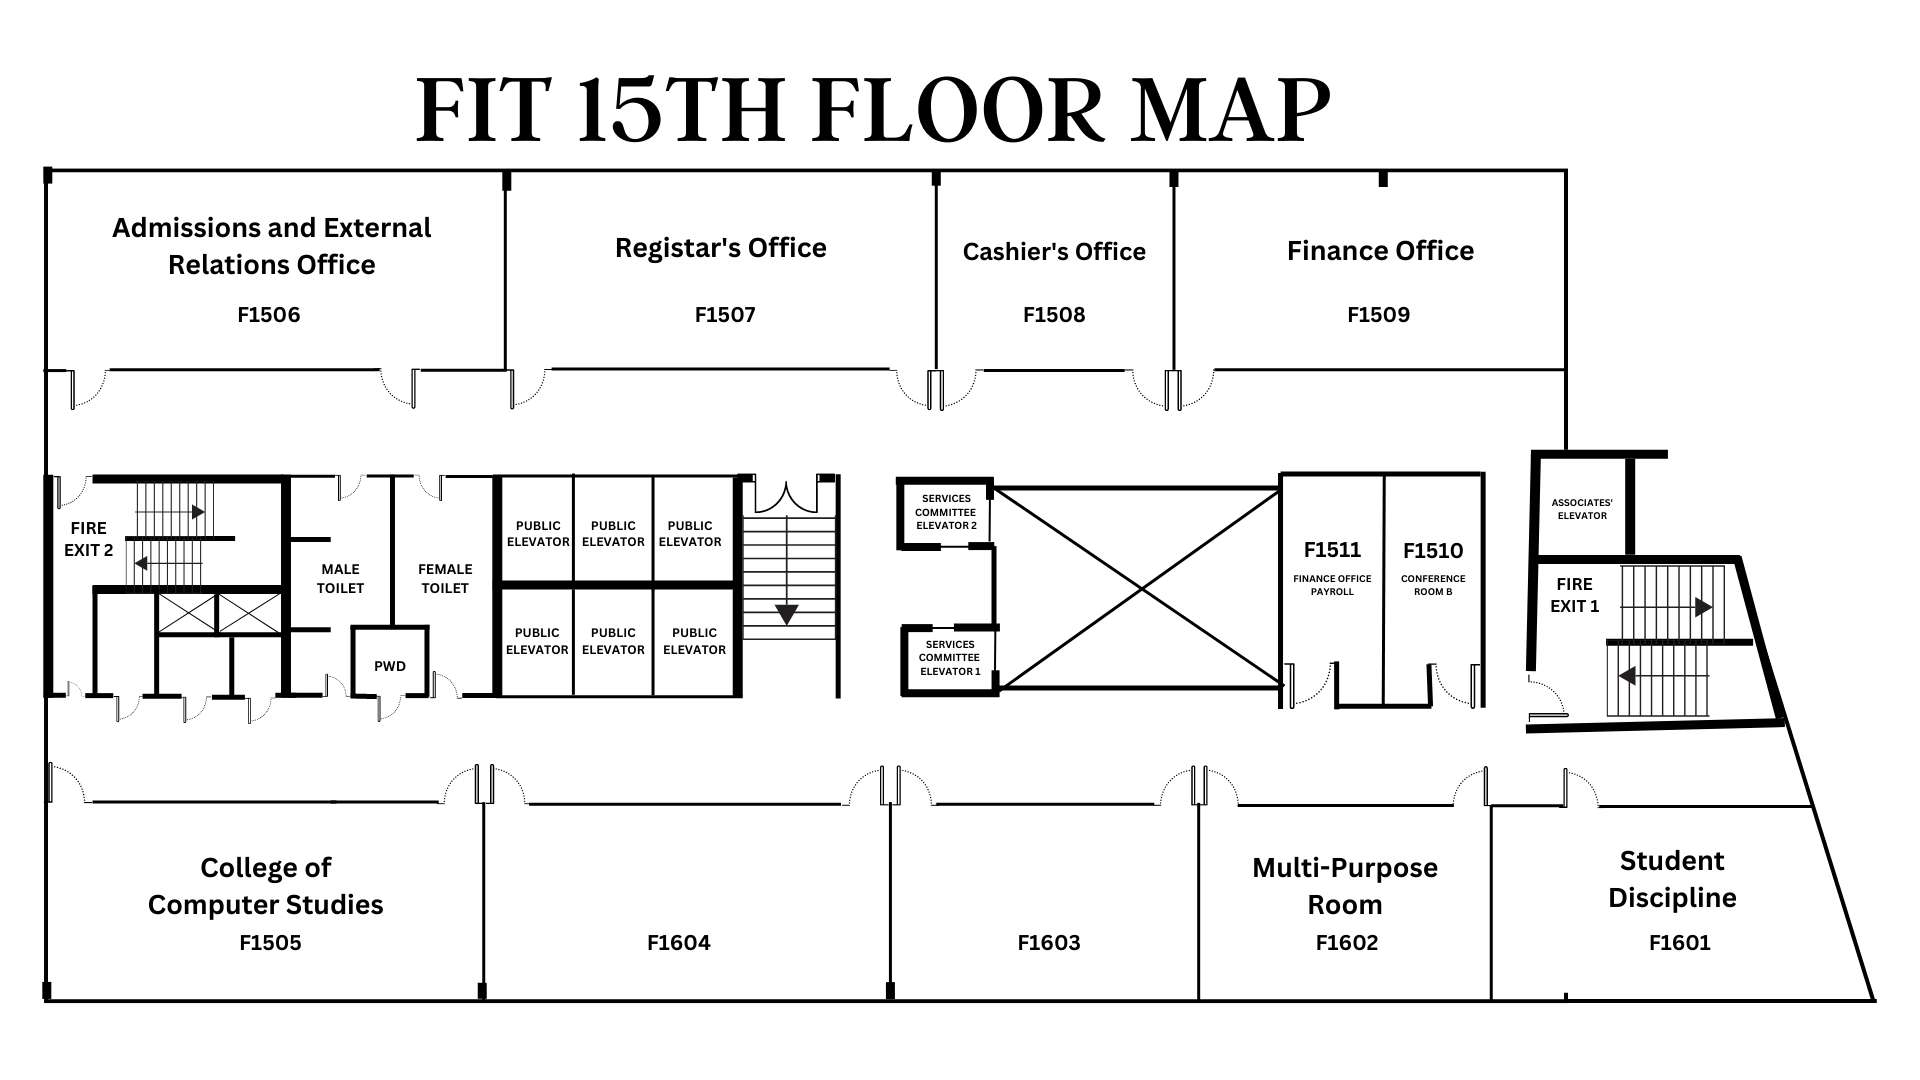 FIT 15TH FLOOR MAP
Admissions and External
Relations Office
F1506
Registar's Office
F1507
Cashier's Office
F1508
Finance Office
F1509
FIRE
EXIT 2
MALE
TOILET
FEMALE
TOILET
PWD
PUBLIC
ELEVATOR
PUBLIC
ELEVATOR
PUBLIC
ELEVATOR
PUBLIC
ELEVATOR
PUBLIC
ELEVATOR
PUBLIC
ELEVATOR
SERVICES
COMMITTEE
ELEVATOR 2
SERVICES
COMMITTEE
ELEVATOR 1
F1511
FINANCE OFFICE
PAYROLL
F1510
CONFERENCE
ROOM B
ASSOCIATES'
ELEVATOR
FIRE
EXIT 1
College of
Computer Studies
F1505
F1604
F1603
Multi-Purpose
Room
F1602
Student
Discipline
F1601